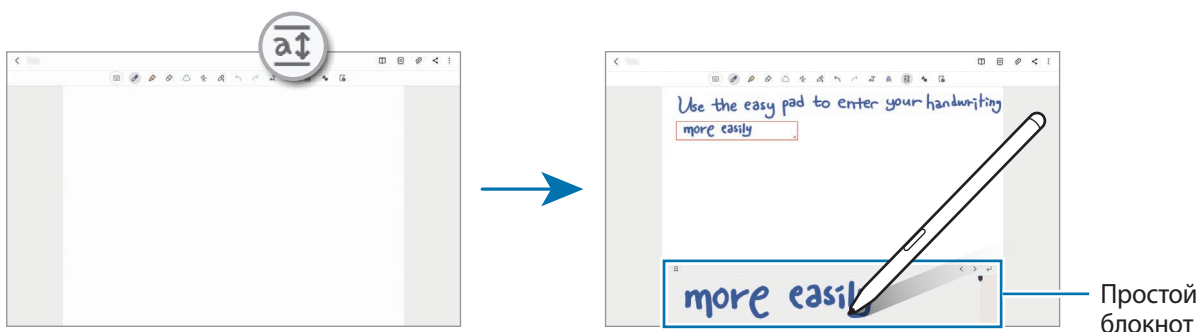 a
Use the easy pad to enter your handwriting
more easily
more easily
Простой
блокнот